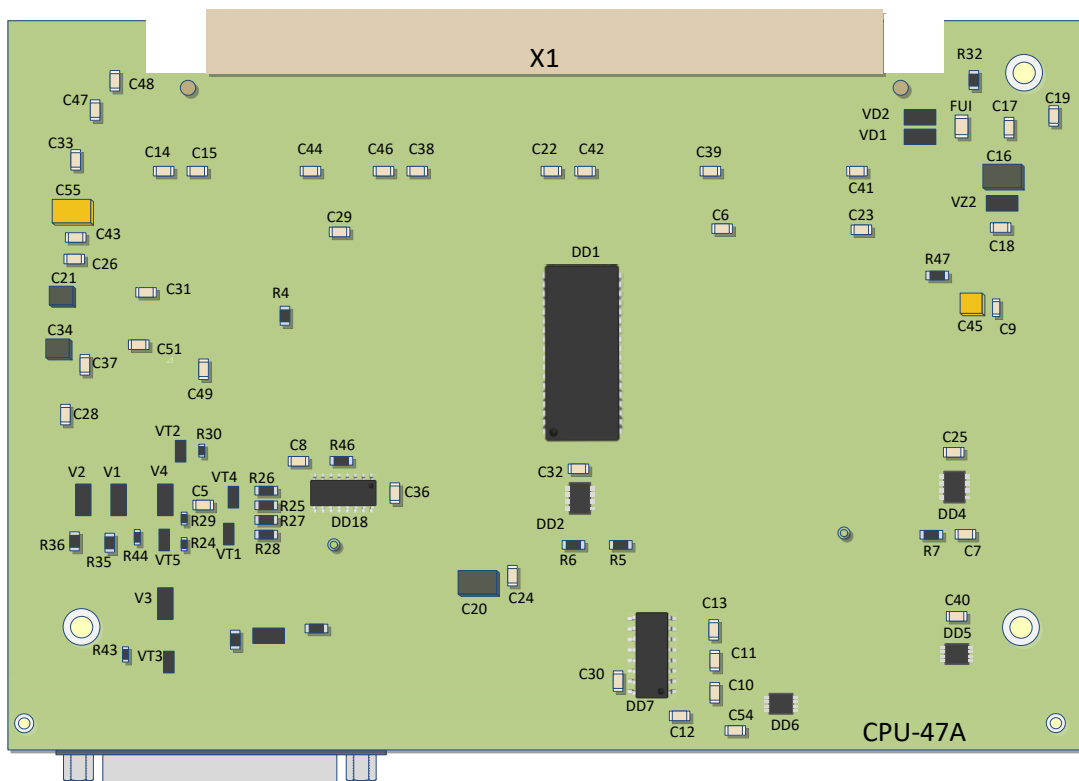 X1
R32
C48
C47
VD2
FUI
C17
C19
VD1
C33
C14
C15
C44
C46
C38
C22
C42
C39
C41
C16
C55
VZ2
C43
C29
C6
C23
C18
C26
DD1
R47
C21
C31
R4
C45
C9
C34
C51
C37
C49
C28
VT2
R30
C8
R46
C25
V2
V1
V4
VT4
R26
C32
C5
R25
C36
R29
R27
DD18
DD2
DD4
R36
R35
R44
VT5
R24
VT1
R28
R6
R5
R7
C7
V3
C20
C24
C40
C13
DD5
R43
VT3
C11
C30
C10
DD7
C12
C54
DD6
CPU-47A